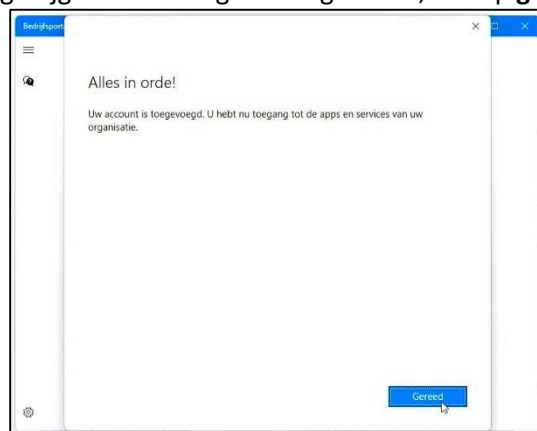 Bedrijfsport
Alles in orde!
Uw account is toegevoegd. U hebt nu toegang tot de apps en services van uw
organisatie.
Gereed